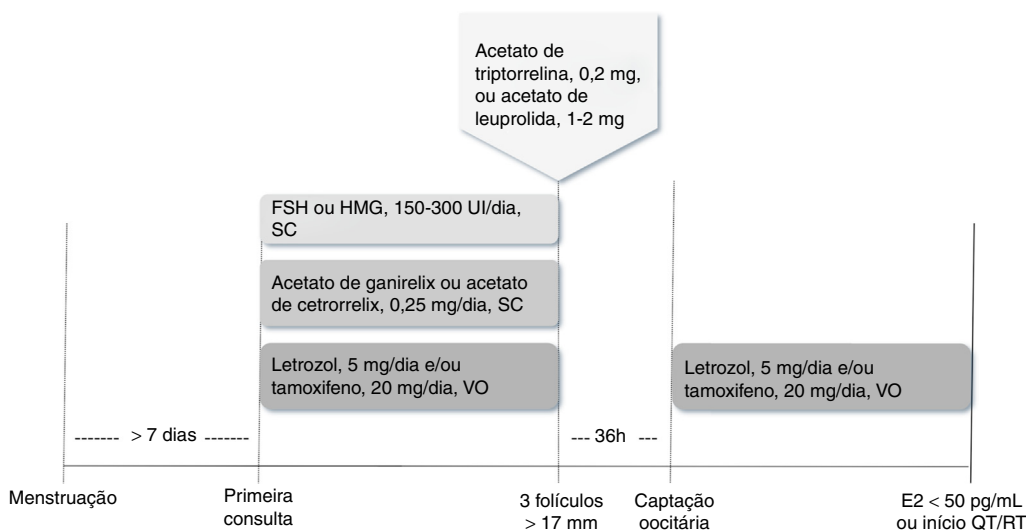 Acetato de
triptorrelina, 0,2 mg,
ou acetato de
leuprolida, 1-2 mg
FSH ou HMG, 150-300 UI/dia,
SC
Acetato de ganirelix ou acetato
de cetrorrelix, 0,25 mg/dia, SC
Letrozol, 5 mg/dia e/ou
tamoxifeno, 20 mg/dia, VO
Letrozol, 5 mg/dia e/ou
tamoxifeno, 20 mg/dia, VO
------- > 7 dias -------
--- 36h ---
Menstruação
Primeira
consulta
3 folículos
> 17 mm
Captação
oocitária
E2 < 50 pg/mL
ou início QT/RT